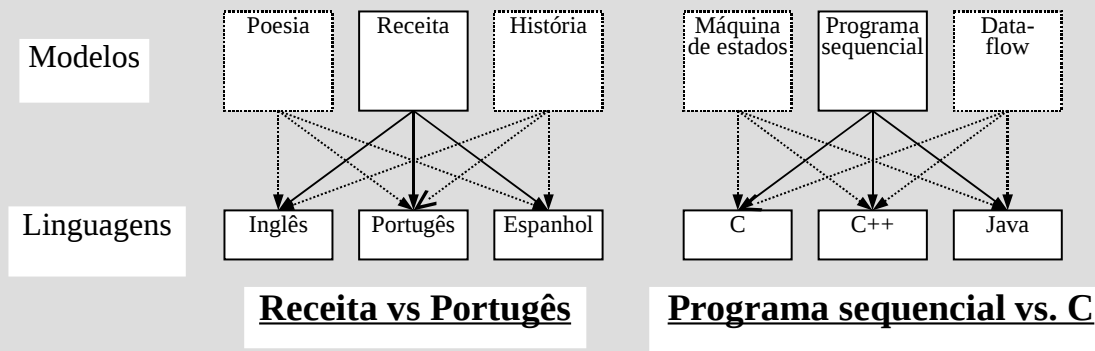 Modelos
Poesia
Receita
História
Máquina
de estados
Programa
sequencial
Data-
flow
Linguagens
Inglês
Portugês
Espanhol
C
C++
Java
Receita vs Portugês
Programa sequencial vs. C